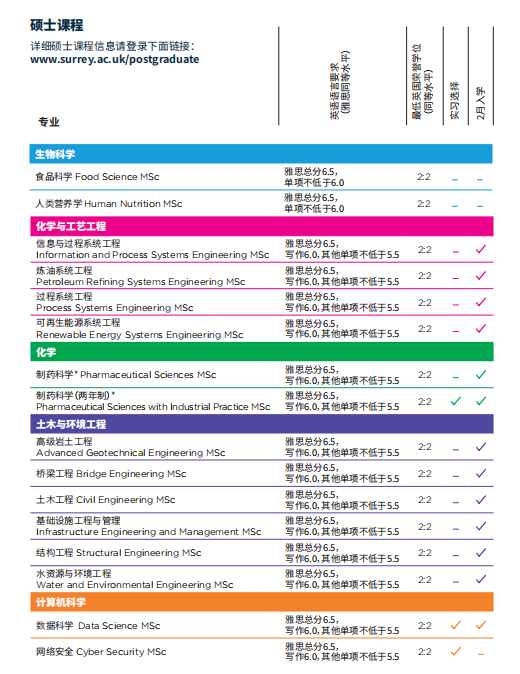 硕士课程
详细硕士课程信息请登录下面链接：
www.surrey.ac.uk/postgraduate
专业
英语语言要求
(雅思同等水平)
最低英国荣誉学位
(同等水平)
实习选择
2月入学
生物科学
食品科学 Food Science MSc
雅思总分6.5，
单项不低于6.0
2:2
– –
人类营养学 Human Nutrition MSc
雅思总分6.5，
单项不低于6.0
2:2
– –
化学与工艺工程
信息与过程系统工程
Information and Process Systems Engineering MSc
雅思总分6.5，
写作6.0, 其他单项不低于5.5
2:2
– ✓
炼油系统工程
Petroleum Refining Systems Engineering MSc
雅思总分6.5，
写作6.0, 其他单项不低于5.5
2:2
– ✓
过程系统工程
Process Systems Engineering MSc
雅思总分6.5，
写作6.0, 其他单项不低于5.5
2:2
– ✓
可再生能源系统工程
Renewable Energy Systems Engineering MSc
雅思总分6.5，
写作6.0, 其他单项不低于5.5
2:2
– ✓
化学
制药科学* Pharmaceutical Sciences MSc
雅思总分6.5，
写作6.0, 其他单项不低于5.5
2:2
– ✓
制药科学 (两年制) *
Pharmaceutical Sciences with Industrial Practice MSc
雅思总分6.5，
写作6.0, 其他单项不低于5.5
2:2
✓ ✓
土木与环境工程
高级岩土工程
Advanced Geotechnical Engineering MSc
雅思总分6.5，
写作6.0, 其他单项不低于5.5
2:2
– ✓
桥梁工程 Bridge Engineering MSc
雅思总分6.5，
写作6.0, 其他单项不低于5.5
2:2
– ✓
土木工程 Civil Engineering MSc
雅思总分6.5，
写作6.0, 其他单项不低于5.5
2:2
– ✓
基础设施工程与管理
Infrastructure Engineering and Management MSc
雅思总分6.5，
写作6.0, 其他单项不低于5.5
2:2
– ✓
结构工程 Structural Engineering MSc
雅思总分6.5，
写作6.0, 其他单项不低于5.5
2:2
– ✓
水资源与环境工程
Water and Environmental Engineering MSc
雅思总分6.5，
写作6.0, 其他单项不低于5.5
2:2
– ✓
计算机科学
数据科学 Data Science MSc
雅思总分6.5，
写作6.0, 其他单项不低于5.5
2:2
✓ ✓
网络安全 Cyber Security MSc
雅思总分6.5，
写作6.0, 其他单项不低于5.5
2:2
✓ –